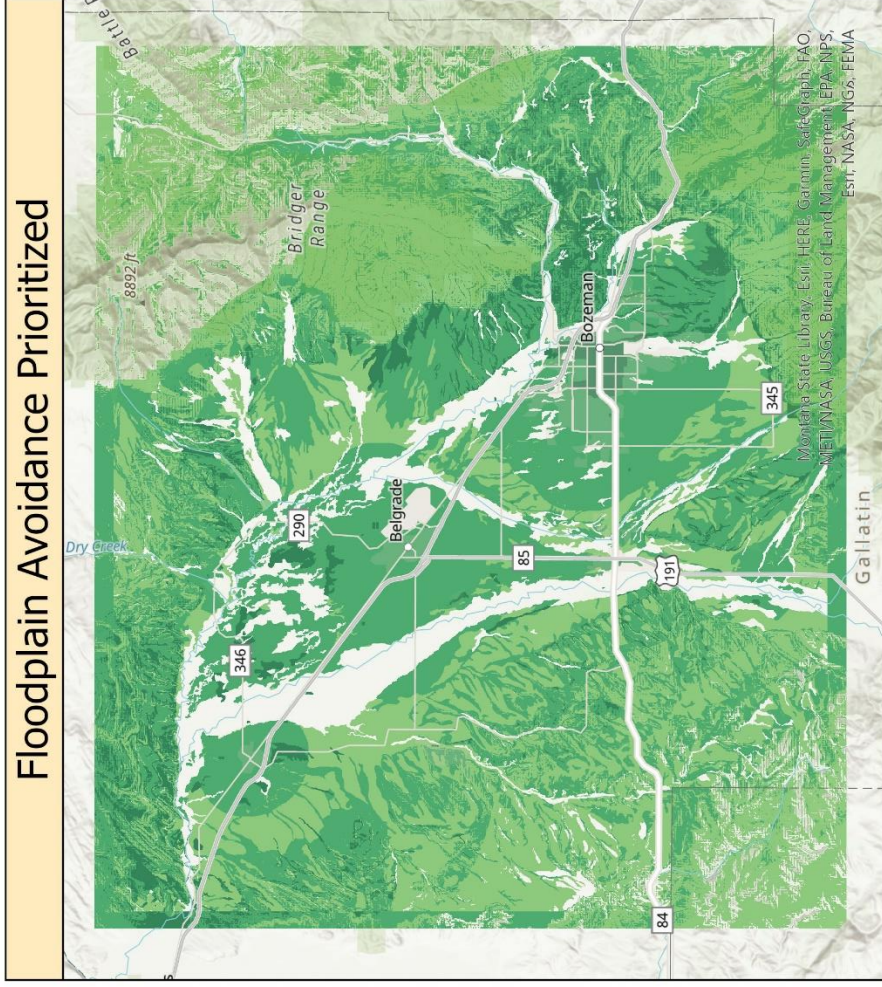 Floodplain Avoidance Prioritized
Battle R
8892 ft
Bridger
Range
Dry Creek
290
346
Belgrade
85
Bozeman
191
345
84
s
Gallatin
Montana State Library, Esri, HERE, Garmin, SafeGraph, FAO,
METI/NASA, USGS, Bureau of Land Management, EPA, NPS,
Esri, NASA, NGS, FEMA